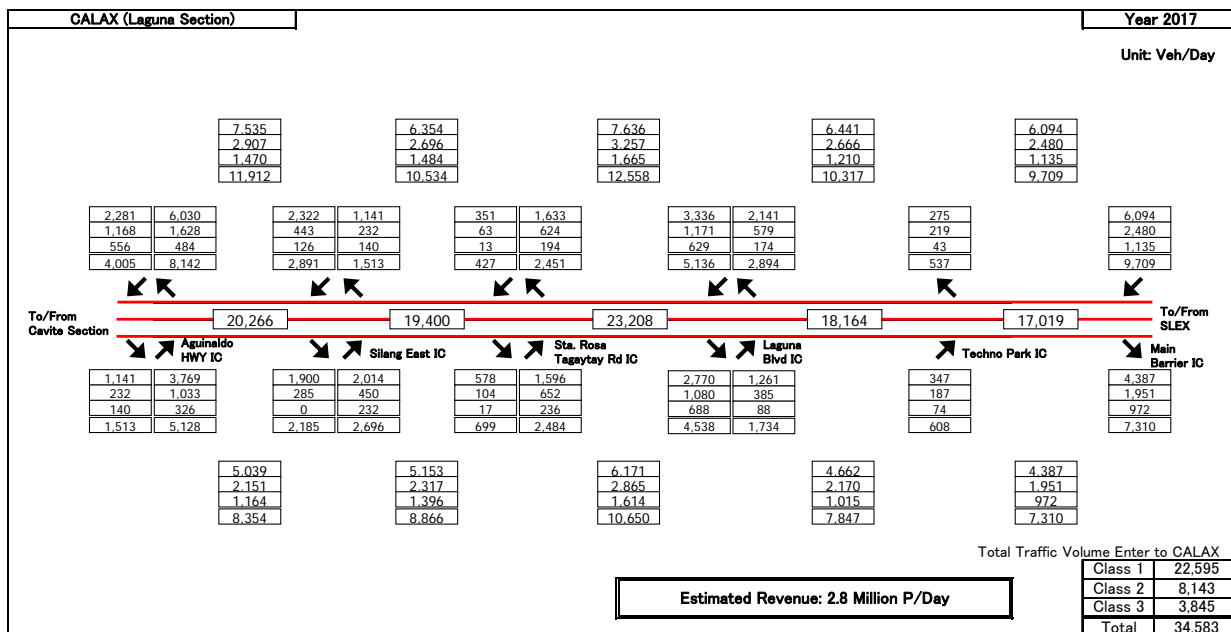 CALAX (Laguna Section) Year 2017
Unit: Veh/Day
7,535 6,354 7,636 6,441 6,094
2,907 2,696 3,257 2,666 2,480
1,470 1,484 1,665 1,210 1,135
11,912 10,534 12,558 10,317 9,709
2,281 6,030 2,322 1,141 351 1,633 3,336 2,141 275 6,094
1,168 1,628 443 232 63 624 1,171 579 219 2,480
556 484 126 140 13 194 629 174 43 1,135
4,005 8,142 2,891 1,513 427 2,451 5,136 2,894 537 9,709
To/From
Cavite Section
20,266 19,400 23,208 18,164 17,019
To/From
SLEX
Aguinaldo
HWY IC
Silang East IC
Sta. Rosa
Tagaytay Rd IC
Laguna
Blvd IC
Techno Park IC
Main
Barrier IC
1,141 3,769 1,900 2,014 578 1,596 2,770 1,261 347 4,387
232 1,033 285 450 104 652 1,080 385 187 1,951
140 326 0 232 17 236 688 88 74 972
1,513 5,128 2,185 2,696 699 2,484 4,538 1,734 608 7,310
5,039 5,153 6,171 4,662 4,387
2,151 2,317 2,865 2,170 1,951
1,164 1,396 1,614 1,015 972
8,354 8,866 10,650 7,847 7,310
Total Traffic Volume Enter to CALAX
Class 1 22,595
Class 2 8,143
Class 3 3,845
Total 34,583
Estimated Revenue: 2.8 Million P/Day